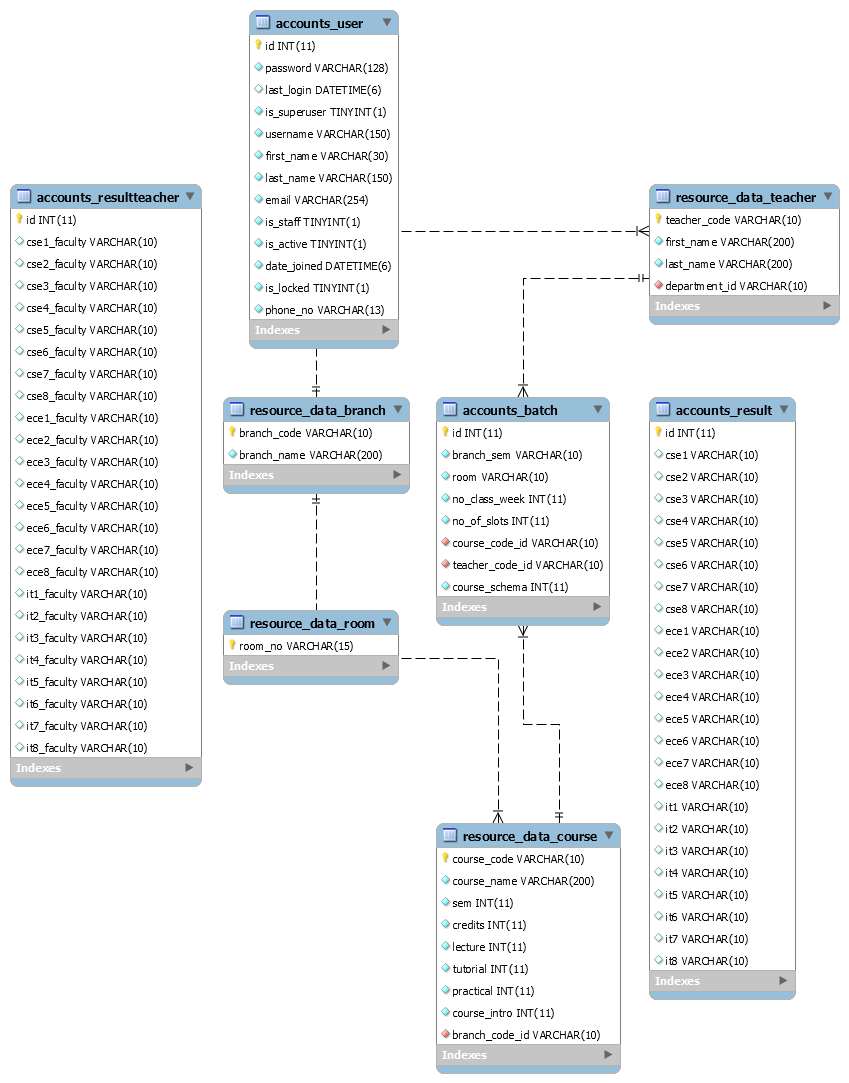 accounts_user
id INT(11)
password VARCHAR(128)
last_login DATETIME(6)
is_superuser TINYINT(1)
username VARCHAR(150)
first_name VARCHAR(30)
last_name VARCHAR(150)
email VARCHAR(254)
is_staff TINYINT(1)
is_active TINYINT(1)
date_joined DATETIME(6)
is_locked TINYINT(1)
phone_no VARCHAR(13)
Indexes
accounts_resultteacher
id INT(11)
cse1_faculty VARCHAR(10)
cse2_faculty VARCHAR(10)
cse3_faculty VARCHAR(10)
cse4_faculty VARCHAR(10)
cse5_faculty VARCHAR(10)
cse6_faculty VARCHAR(10)
cse7_faculty VARCHAR(10)
cse8_faculty VARCHAR(10)
ece1_faculty VARCHAR(10)
ece2_faculty VARCHAR(10)
ece3_faculty VARCHAR(10)
ece4_faculty VARCHAR(10)
ece5_faculty VARCHAR(10)
ece6_faculty VARCHAR(10)
ece7_faculty VARCHAR(10)
ece8_faculty VARCHAR(10)
it1_faculty VARCHAR(10)
it2_faculty VARCHAR(10)
it3_faculty VARCHAR(10)
it4_faculty VARCHAR(10)
it5_faculty VARCHAR(10)
it6_faculty VARCHAR(10)
it7_faculty VARCHAR(10)
it8_faculty VARCHAR(10)
Indexes
resource_data_teacher
teacher_code VARCHAR(10)
first_name VARCHAR(200)
last_name VARCHAR(200)
department_id VARCHAR(10)
Indexes
resource_data_branch
branch_code VARCHAR(10)
branch_name VARCHAR(200)
Indexes
accounts_batch
id INT(11)
branch_sem VARCHAR(10)
room VARCHAR(10)
no_class_week INT(11)
no_of_slots INT(11)
course_code_id VARCHAR(10)
teacher_code_id VARCHAR(10)
course_schema INT(11)
Indexes
accounts_result
id INT(11)
cse1 VARCHAR(10)
cse2 VARCHAR(10)
cse3 VARCHAR(10)
cse4 VARCHAR(10)
cse5 VARCHAR(10)
cse6 VARCHAR(10)
cse7 VARCHAR(10)
cse8 VARCHAR(10)
ece1 VARCHAR(10)
ece2 VARCHAR(10)
ece3 VARCHAR(10)
ece4 VARCHAR(10)
ece5 VARCHAR(10)
ece6 VARCHAR(10)
ece7 VARCHAR(10)
ece8 VARCHAR(10)
it1 VARCHAR(10)
it2 VARCHAR(10)
it3 VARCHAR(10)
it4 VARCHAR(10)
it5 VARCHAR(10)
it6 VARCHAR(10)
it7 VARCHAR(10)
it8 VARCHAR(10)
Indexes
resource_data_room
room_no VARCHAR(15)
Indexes
resource_data_course
course_code VARCHAR(10)
course_name VARCHAR(200)
sem INT(11)
credits INT(11)
lecture INT(11)
tutorial INT(11)
practical INT(11)
course_intro INT(11)
branch_code_id VARCHAR(10)
Indexes